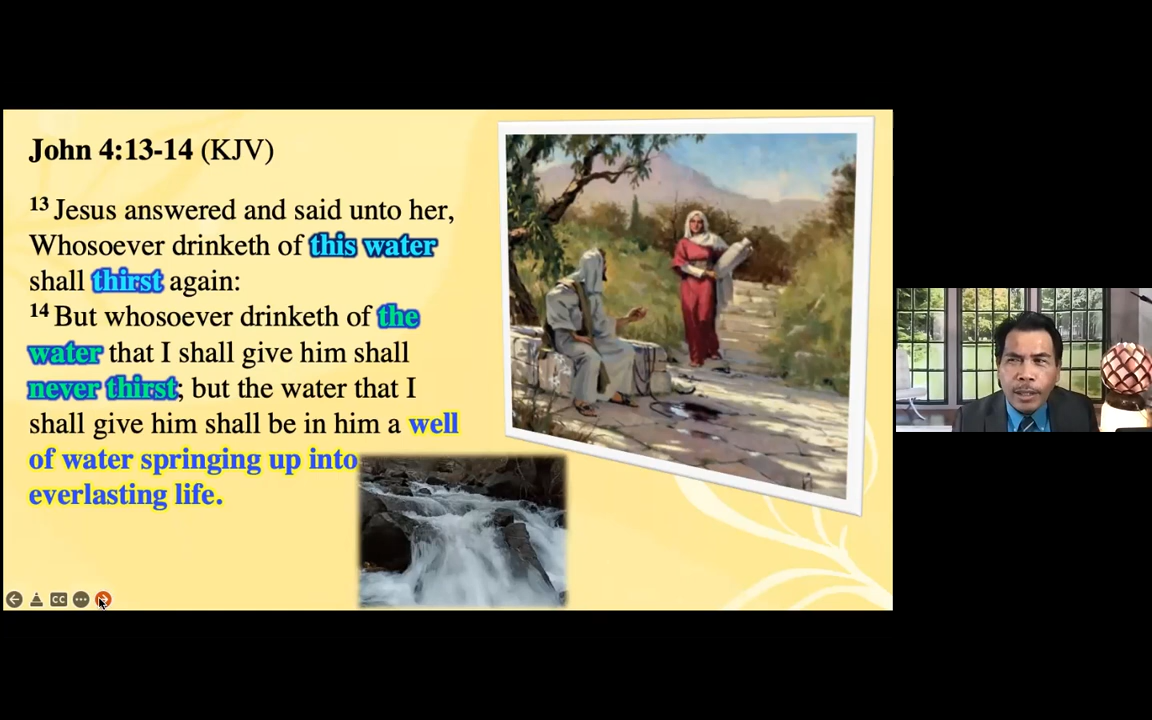 John 4:13-14 (KJV)
13 Jesus answered and said unto her,
Whosoever drinketh of this water
shall thirst again:
14 But whosoever drinketh of the
water that I shall give him shall
never thirst; but the water that I
shall give him shall be in him a well
of water springing up into
everlasting life.
CC